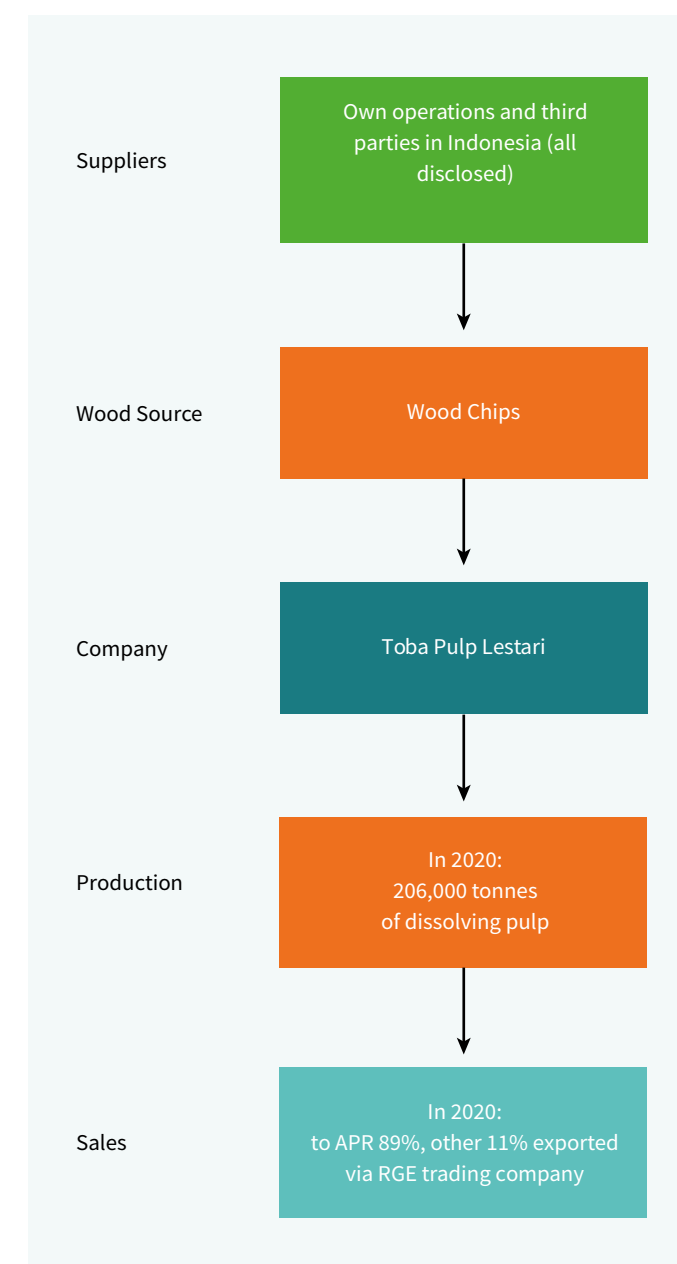 Suppliers
Own operations and third
parties in Indonesia (all
disclosed)
Wood Source
Wood Chips
Company
Toba Pulp Lestari
Production
In 2020:
206,000 tonnes
of dissolving pulp
Sales
In 2020:
to APR 89%, other 11% exported
via RGE trading company